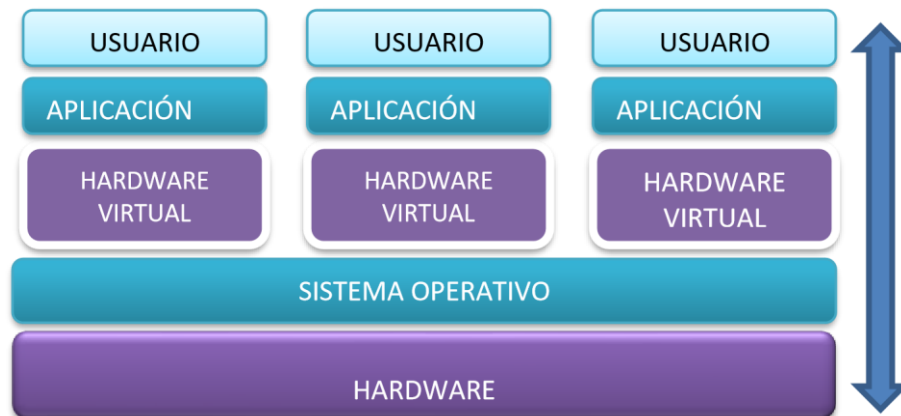 USUARIO
USUARIO
USUARIO
APLICACIÓN
APLICACIÓN
APLICACIÓN
HARDWARE
VIRTUAL
HARDWARE
VIRTUAL
HARDWARE
VIRTUAL
SISTEMA OPERATIVO
HARDWARE